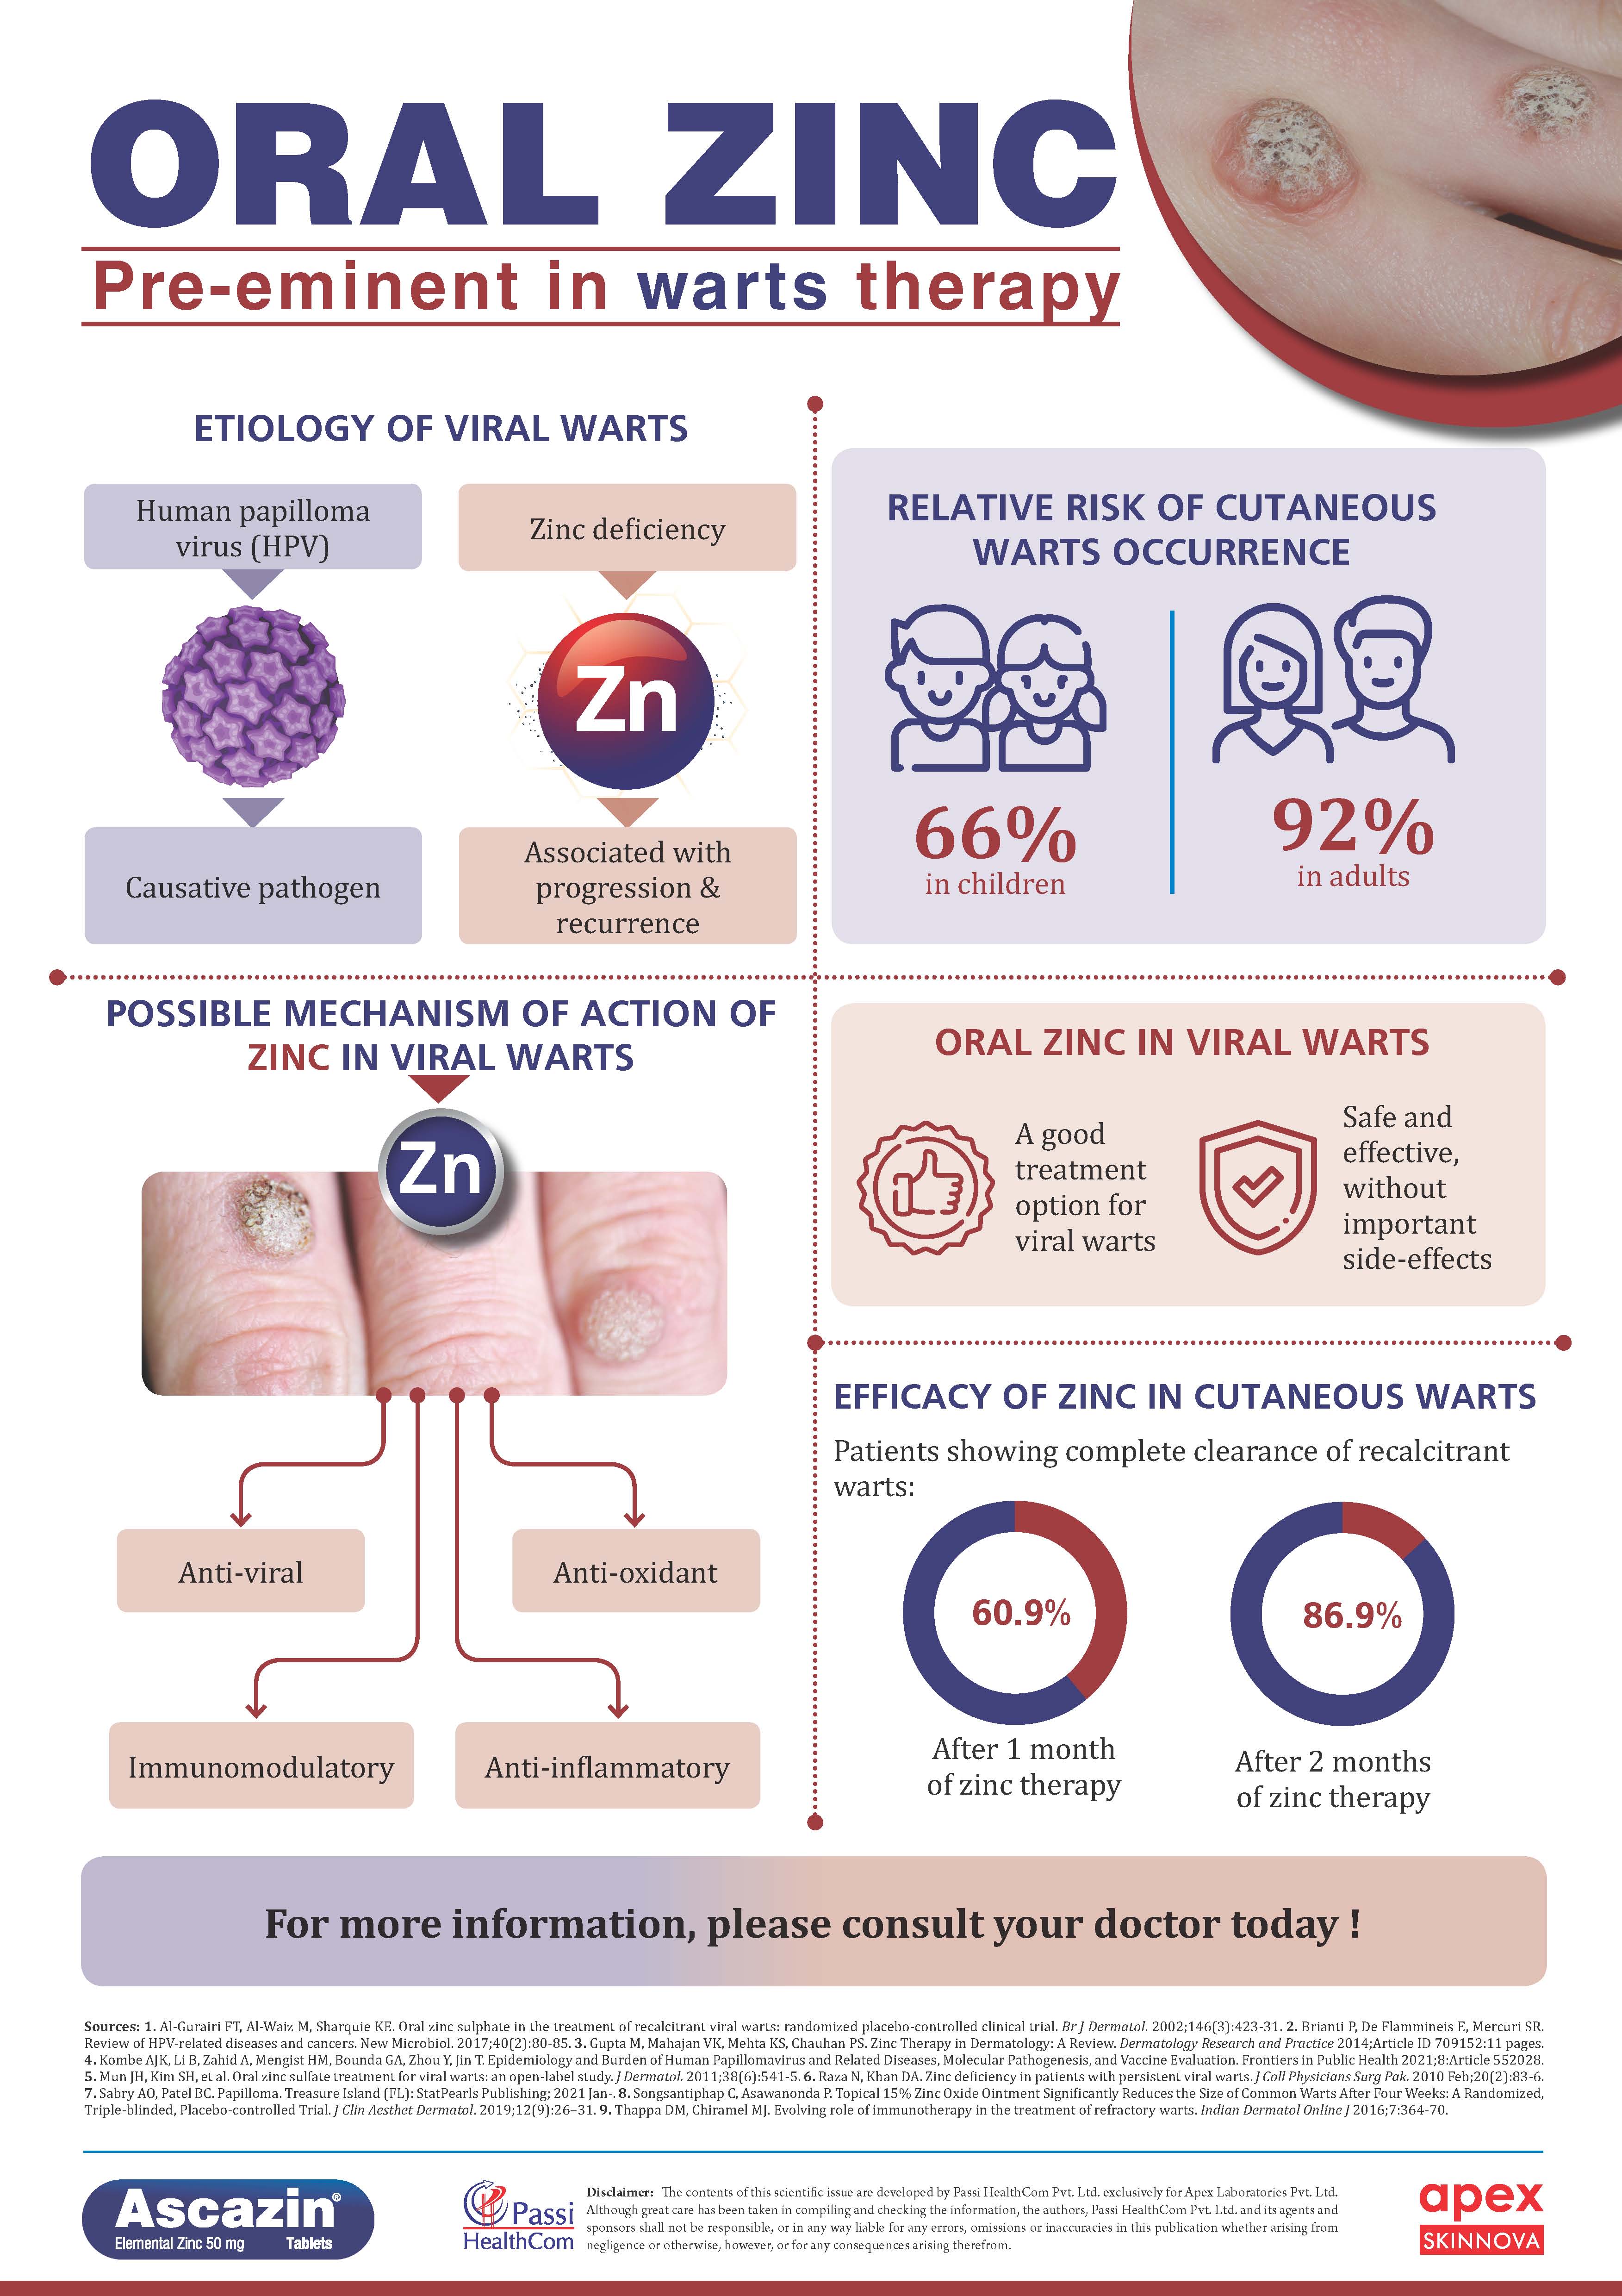 ORAL ZINC
Pre-eminent in warts therapy
ETIOLOGY OF VIRAL WARTS
Human papilloma
virus (HPV)
Zinc deficiency
Zn
Causative pathogen
Associated with
progression &
recurrence
RELATIVE RISK OF CUTANEOUS
WARTS OCCURRENCE
66%
in children
92%
in adults
POSSIBLE MECHANISM OF ACTION OF
ZINC IN VIRAL WARTS
Zn
Anti-viral
Anti-oxidant
Immunomodulatory
Anti-inflammatory
ORAL ZINC IN VIRAL WARTS
A good
treatment
option for
viral warts
Safe and
effective,
without
important
side-effects
EFFICACY OF ZINC IN CUTANEOUS WARTS
Patients showing complete clearance of recalcitrant
warts:
60.9%
After 1 month
of zinc therapy
86.9%
After 2 months
of zinc therapy
For more information, please consult your doctor today !
Sources: 1. Al-Gurairi FT, Al-Waiz M, Sharquie KE. Oral zinc sulphate in the treatment of recalcitrant viral warts: randomized placebo-controlled clinical trial. Br J Dermatol. 2002;146(3):423-31. 2. Brianti P, De Flammineis E, Mercuri SR.
Review of HPV-related diseases and cancers. New Microbiol. 2017;40(2):80-85. 3. Gupta M, Mahajan VK, Mehta KS, Chauhan PS. Zinc Therapy in Dermatology: A Review. Dermatology Research and Practice 2014;Article ID 709152:11 pages.
4. Kombe AJK, Li B, Zahid A, Mengist HM, Bounda GA, Zhou Y, Jin T. Epidemiology and Burden of Human Papillomavirus and Related Diseases, Molecular Pathogenesis, and Vaccine Evaluation. Frontiers in Public Health 2021;8:Article 552028.
5. Mun JH, Kim SH, et al. Oral zinc sulfate treatment for viral warts: an open-label study. J Dermatol. 2011;38(6):541-5. 6. Raza N, Khan DA. Zinc deficiency in patients with persistent viral warts. J Coll Physicians Surg Pak. 2010 Feb;20(2):83-6.
7. Sabry AO, Patel BC. Papilloma. Treasure Island (FL): StatPearls Publishing; 2021 Jan-. 8. Songsantiphap C, Asawanonda P. Topical 15% Zinc Oxide Ointment Significantly Reduces the Size of Common Warts After Four Weeks: A Randomized,
Triple-blinded, Placebo-controlled Trial. J Clin Aesthet Dermatol. 2019;12(9):26–31. 9. Thappa DM, Chiramel MJ. Evolving role of immunotherapy in the treatment of refractory warts. Indian Dermatol Online J 2016;7:364-70.
Ascazin®
Elemental Zinc 50 mg Tablets
Passi
HealthCom
Disclaimer: The contents of this scientific issue are developed by Passi HealthCom Pvt. Ltd. exclusively for Apex Laboratories Pvt. Ltd.
Although great care has been taken in compiling and checking the information, the authors, Passi HealthCom Pvt. Ltd. and its agents and
sponsors shall not be responsible, or in any way liable for any errors, omissions or inaccuracies in this publication whether arising from
negligence or otherwise, however, or for any consequences arising therefrom.
apex
SKINNOVA